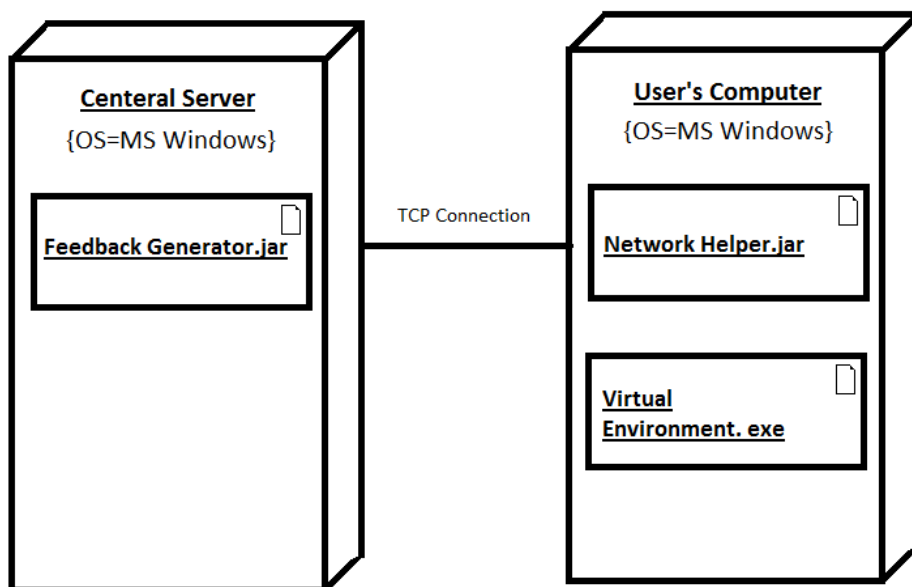 Centeral Server
{OS=MS Windows}
Feedback Generator.jar
TCP Connection
User's Computer
{OS=MS Windows}
Network Helper.jar
Virtual
Environment. exe